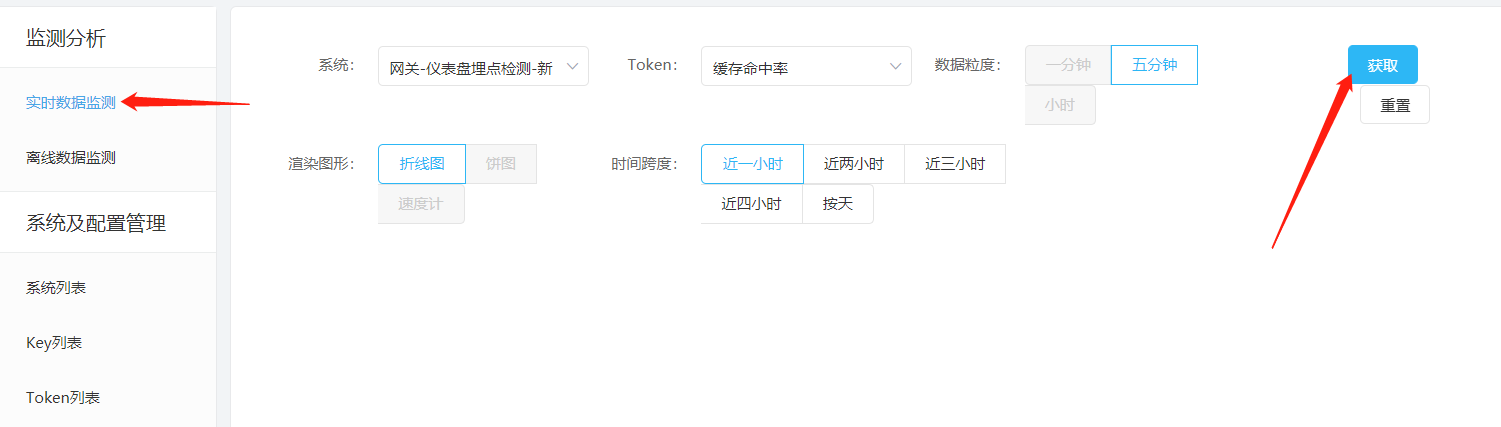 监测分析
实时数据监测
离线数据监测
系统及配置管理
系统列表
Key列表
Token列表
系统: 网关-仪表盘埋点检测-新 Token: 缓存命中率 数据粒度: 一分钟 五分钟 获取
小时 重置
渲染图形: 折线图 饼图 时间跨度: 近一小时 近两小时 近三小时
速度计 近四小时 按天